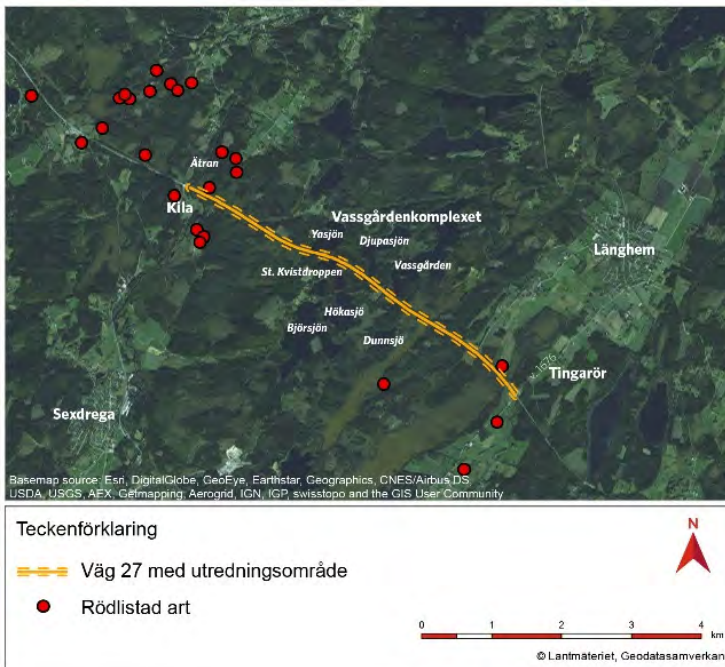 Ätran
Kila
Vassgårdenkomplexet
Yasjön
Djupasjön
Länghem
St. Kvistdroppen
Vassgården
Hökasjö
Björsjön
Dunnsjö
v 1676
Tingarör
Sexdrega
Basemap source: Esri, DigitalGlobe, GeoEye, Earthstar, Geographics, CNES/Airbus DS
USDA, USGS, AEX, Getmapping, Aerogrid, IGN, IGP, swisstopo and the GIS User Community
Teckenförklaring
N
Väg 27 med utredningsområde
Rödlistad art
0 1 2 3 4
km
© Lantmäteriet, Geodatasamverkan